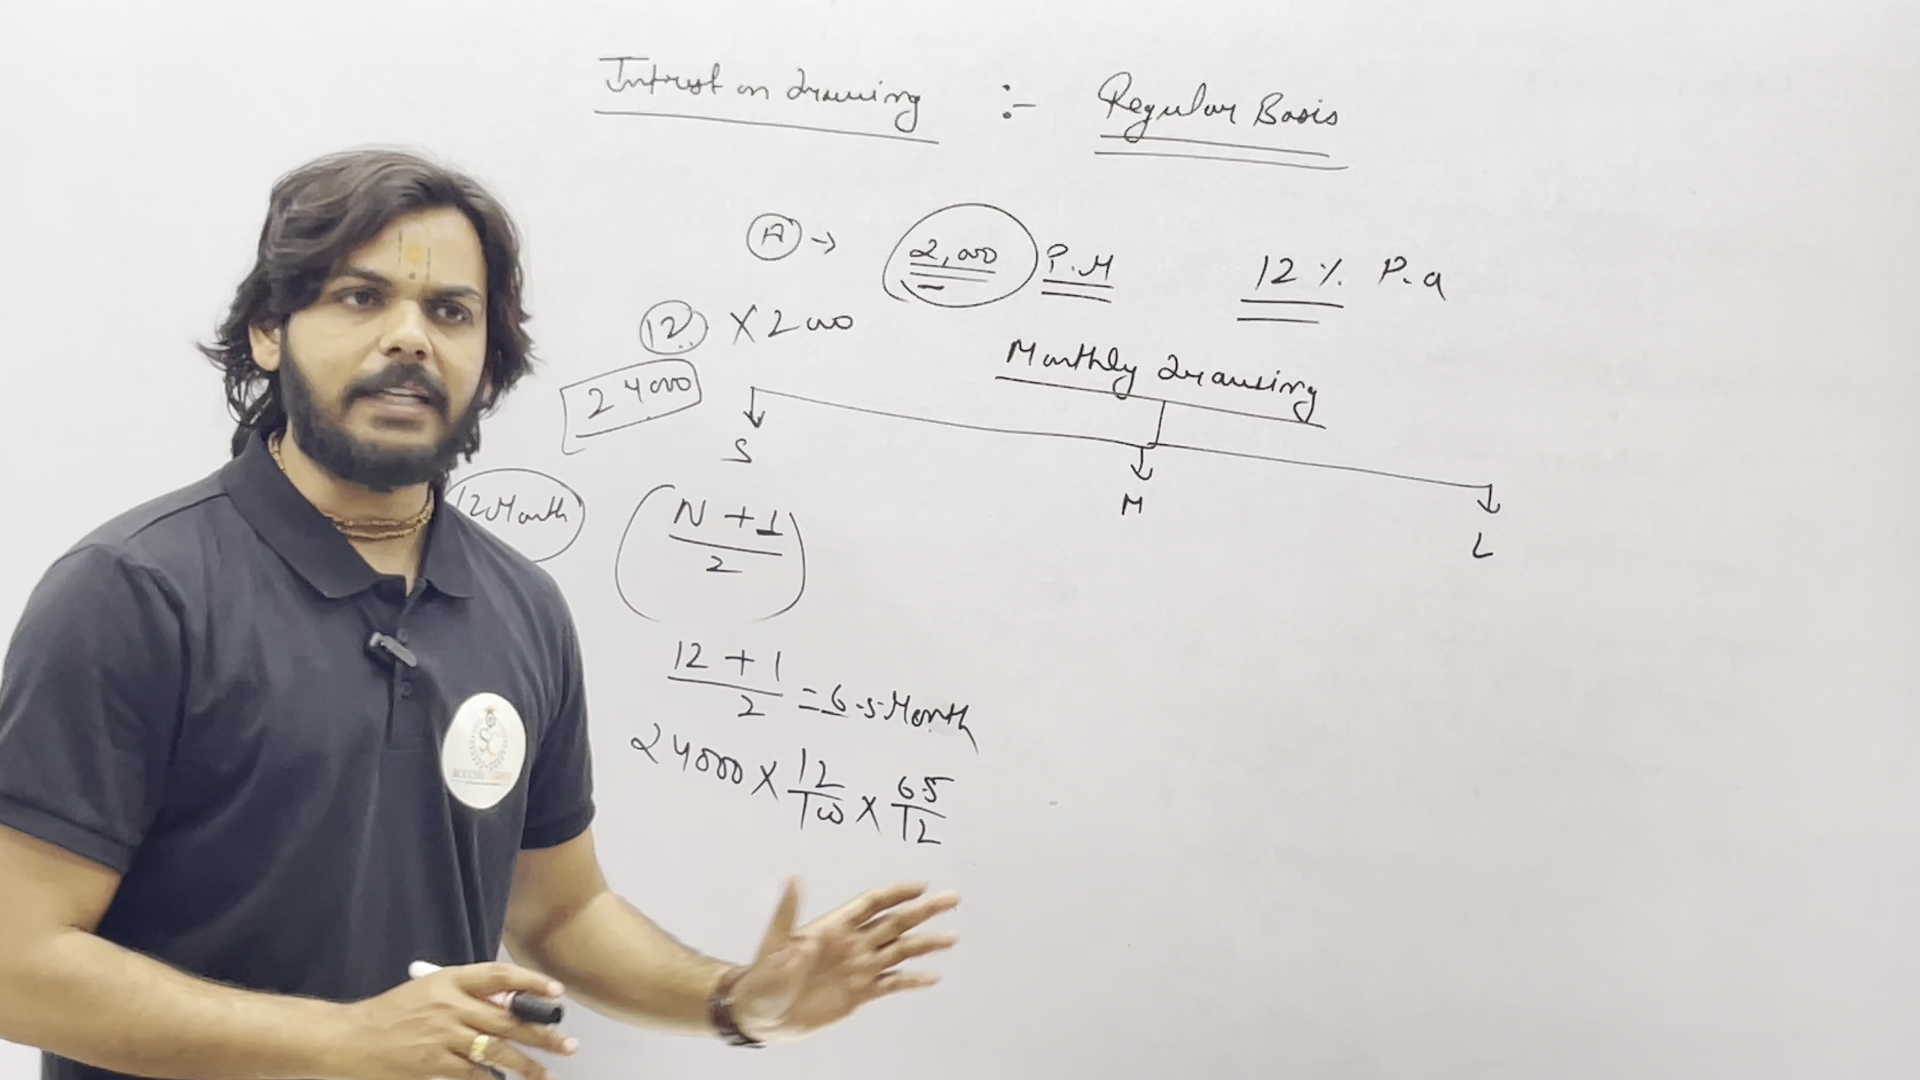 Intrest on drawing :- Regular Basis
A → 2,000 P.M 12 % P.a
12 X 2000
24000
Monthly drawing
S
M
L
12 Month
(N + 1 / 2)
12 + 1 / 2 = 6.5 Month
24000 X 12/100 X 6.5/12